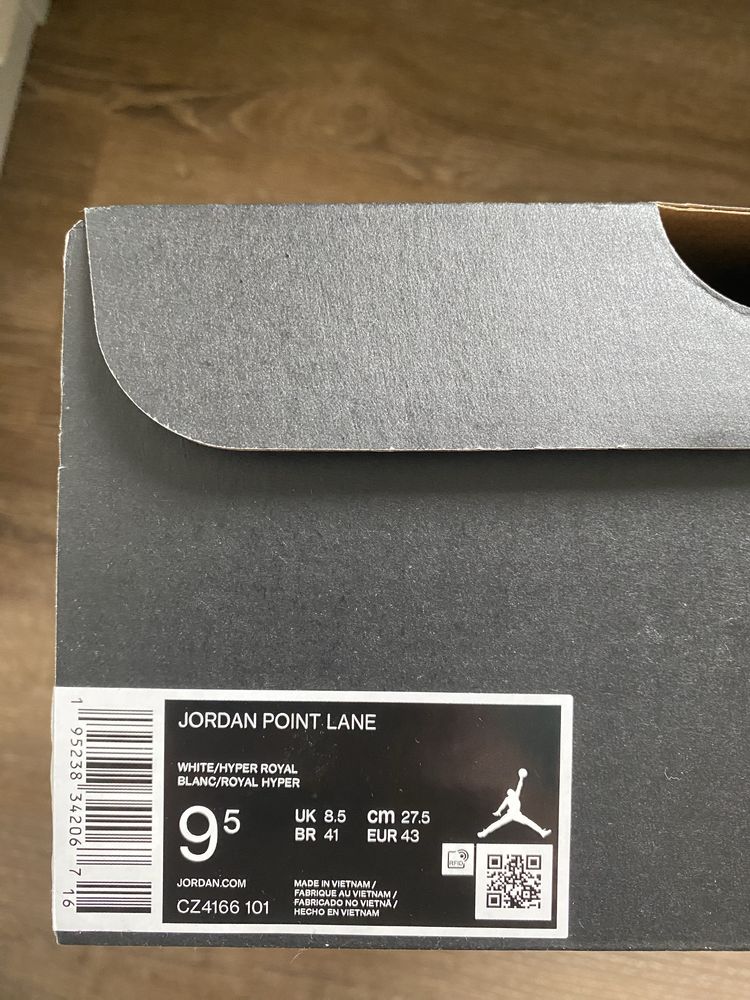 JORDAN POINT LANE
WHITE/HYPER ROYAL
BLANC/ROYAL HYPER
9⁵
UK 8.5 cm 27.5
BR 41 EUR 43
RFID
JORDAN.COM
CZ4166 101
MADE IN VIETNAM /
FABRIQUE AU VIETNAM /
FABRICADO NO VIETNÃ /
HECHO EN VIETNAM
1 95238 34206 7 16